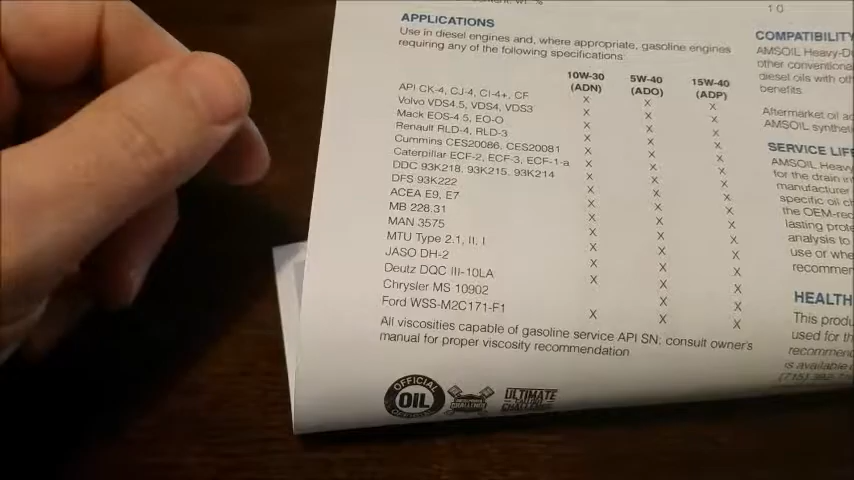 10
APPLICATIONS
Use in diesel engines and, where appropriate, gasoline engines
requiring any of the following specifications:
10W-30 5W-40 15W-40
(ADN) (ADO) (ADP)
API CK-4, CJ-4, CI-4+, CF X X X
Volvo VDS4.5, VDS4, VDS3 X X X
Mack EOS-4.5, EO-O X X X
Renault RLD-4, RLD-3 X X X
Cummins CES20086, CES20081 X X X
Caterpillar ECF-2, ECF-3, ECF-1-a X X X
DDC 93K218, 93K215, 93K214 X X X
DFS 93K222 X X X
ACEA E9, E7 X X X
MB 228.31 X X X
MAN 3575 X X X
MTU Type 2.1, II, I X X X
JASO DH-2 X X X
Deutz DQC III-10LA X X X
Chrysler MS 10902 X X
Ford WSS-M2C171-F1 X X X
All viscosities capable of gasoline service API SN; consult owner's
manual for proper viscosity recommendation
OFFICIAL
OIL
ULTIMATE
CALLOUT
CHALLENGE
COMPATIBILITY
AMSOIL Heavy-D
other convention
diesel oils with oth
benefits.
Aftermarket oil ad
AMSOIL syntheti
SERVICE LIF
AMSOIL Heavy
for the drain in
manufacturer
specific oil ch
the OEM-rec
lasting prote
analysis to
use or whe
recommen
HEALTH
This produ
used for th
recommen
is available